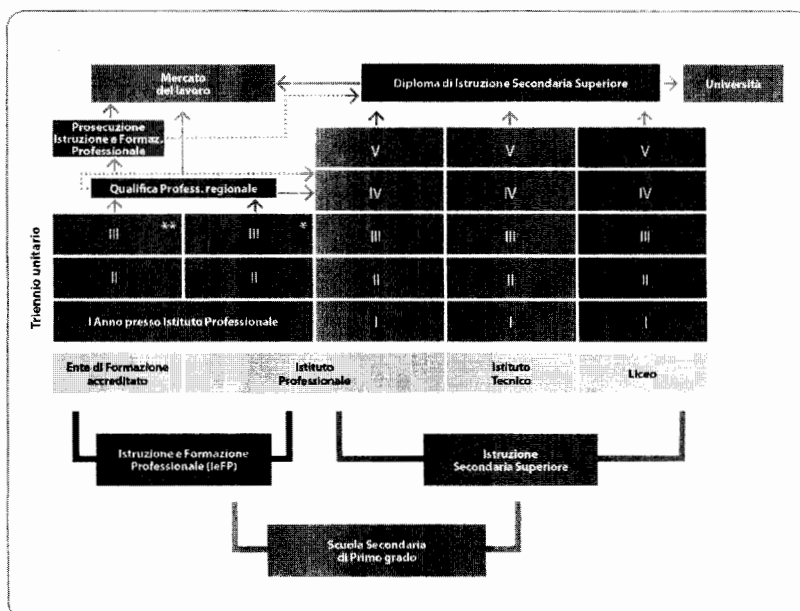 Mercato
del lavoro
Diploma di Istruzione Secondaria Superiore
Università
Prosecuzione
Istruzione e Formaz.
Professionale
V
V
V
Qualifica Profess. regionale
IV
IV
IV
III **
III *
III
III
III
II
II
II
II
II
I Anno presso Istituto Professionale
I
I
I
Triennio unitario
Ente di Formazione
accreditato
Istituto
Professionale
Istituto
Tecnico
Liceo
Istruzione e Formazione
Professionale (IeFP)
Istruzione
Secondaria Superiore
Scuola Secondaria
di Primo grado